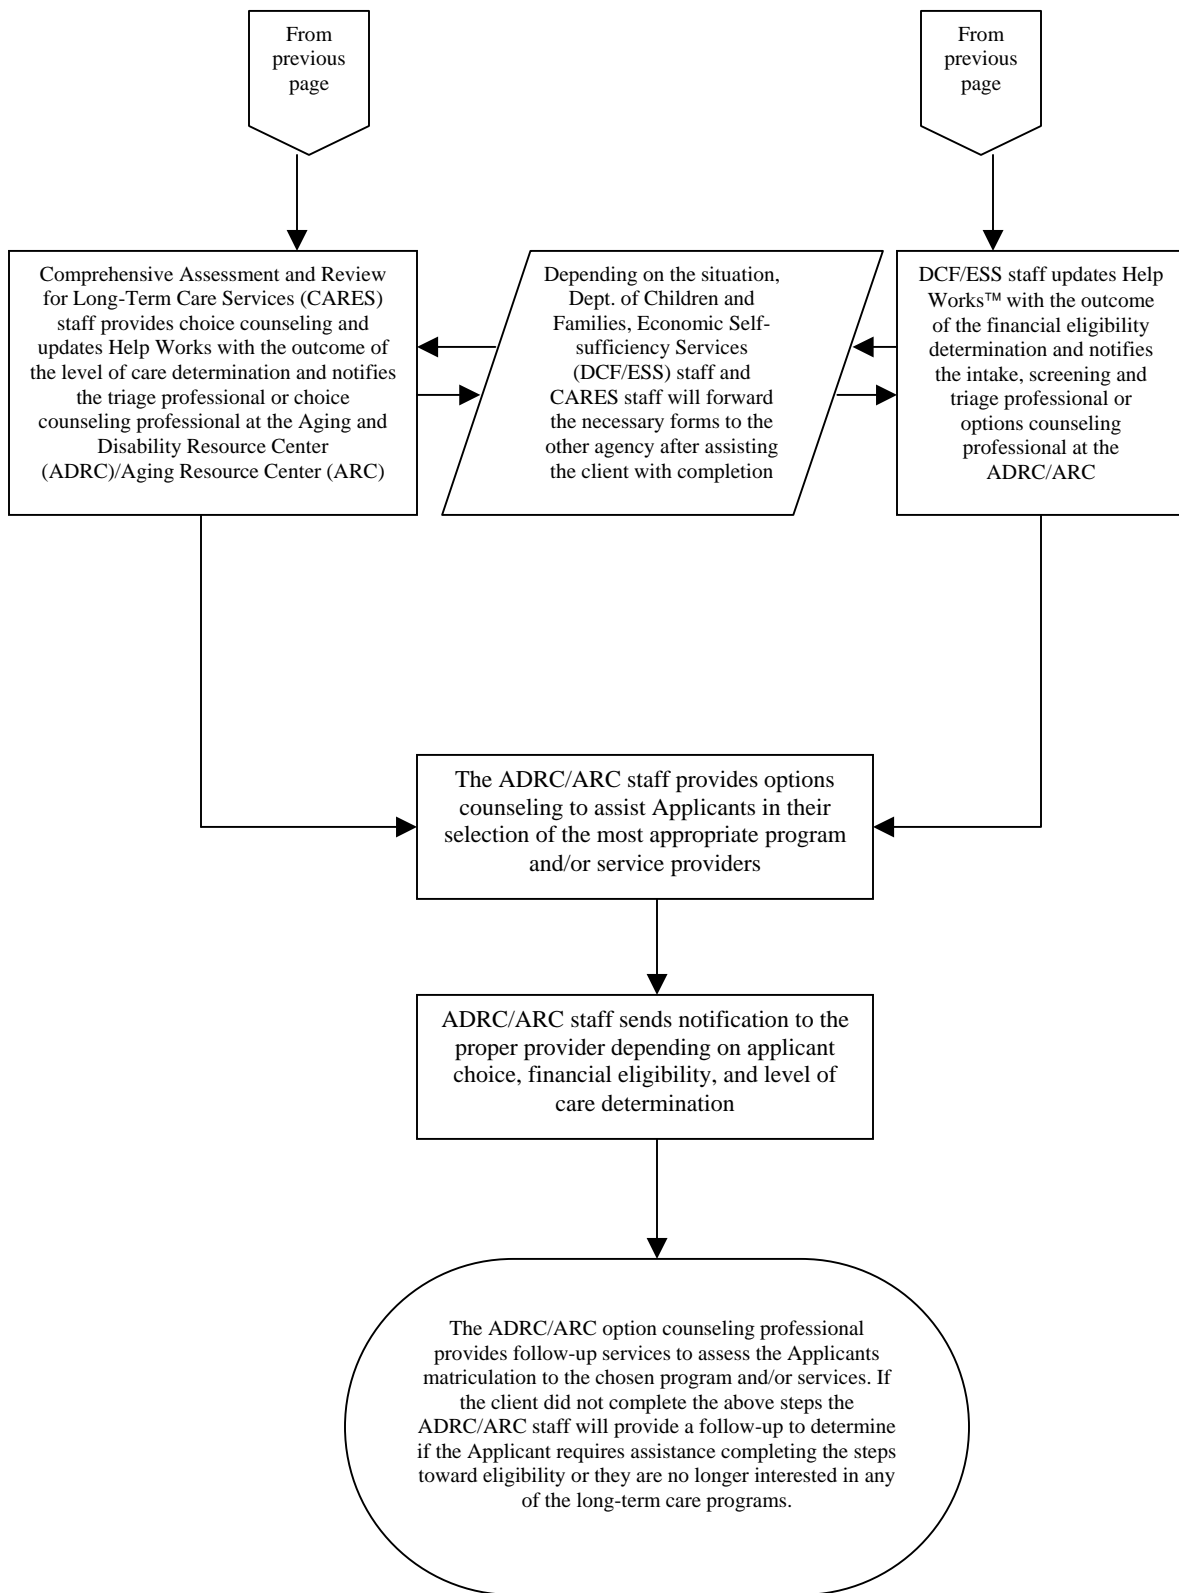 From
previous
page
From
previous
page
Comprehensive Assessment and Review
for Long-Term Care Services (CARES)
staff provides choice counseling and
updates Help Works with the outcome of
the level of care determination and notifies
the triage professional or choice
counseling professional at the Aging and
Disability Resource Center
(ADRC)/Aging Resource Center (ARC)
Depending on the situation,
Dept. of Children and
Families, Economic Self-
sufficiency Services
(DCF/ESS) staff and
CARES staff will forward
the necessary forms to the
other agency after assisting
the client with completion
DCF/ESS staff updates Help
Works™ with the outcome
of the financial eligibility
determination and notifies
the intake, screening and
triage professional or
options counseling
professional at the
ADRC/ARC
The ADRC/ARC staff provides options
counseling to assist Applicants in their
selection of the most appropriate program
and/or service providers
ADRC/ARC staff sends notification to the
proper provider depending on applicant
choice, financial eligibility, and level of
care determination
The ADRC/ARC option counseling professional
provides follow-up services to assess the Applicants
matriculation to the chosen program and/or services. If
the client did not complete the above steps the
ADRC/ARC staff will provide a follow-up to determine
if the Applicant requires assistance completing the steps
toward eligibility or they are no longer interested in any
of the long-term care programs.